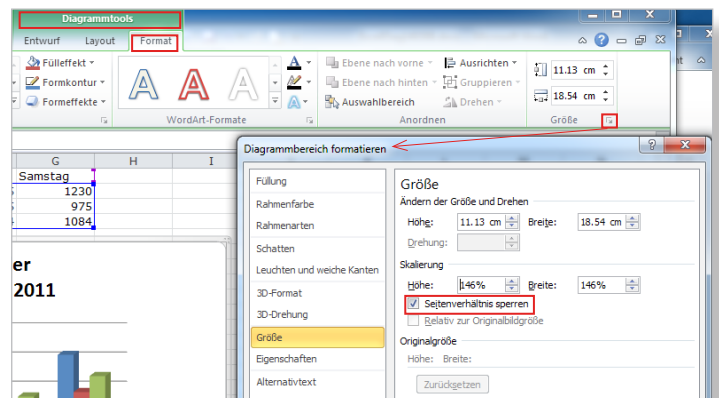 Diagrammtools
Entwurf Layout Format
Fülleffekt
Formkontur
Formeffekte
A A A
A
A
WordArt-Formate
Ebene nach vorne
Ebene nach hinten
Auswahlbereich
Ausrichten
Gruppieren
Drehen
Anordnen
11.13 cm
18.54 cm
Größe
G H I
Samstag
1230
975
1084
er
2011
Diagrammbereich formatieren
Füllung
Rahmenfarbe
Rahmenarten
Schatten
Leuchten und weiche Kanten
3D-Format
3D-Drehung
Größe
Eigenschaften
Alternativtext
Größe
Ändern der Größe und Drehen
Höhe: 11.13 cm Breite: 18.54 cm
Drehung:
Skalierung
Höhe: 146% Breite: 146%
Seitenverhältnis sperren
Relativ zur Originalbildgröße
Originalgröße
Höhe: Breite:
Zurücksetzen